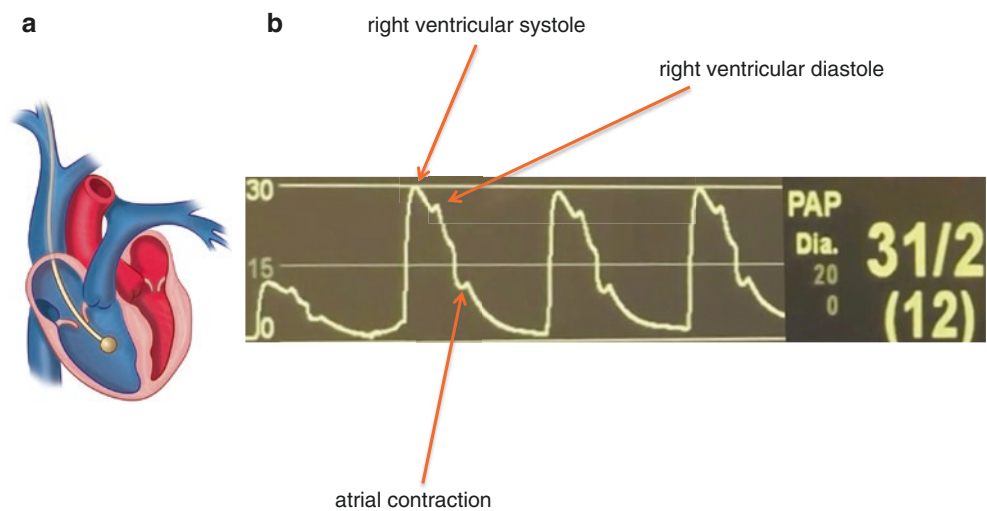 a
b
right ventricular systole
right ventricular diastole
30
15
0
PAP
Dia.
20
0
31/2
(12)
atrial contraction